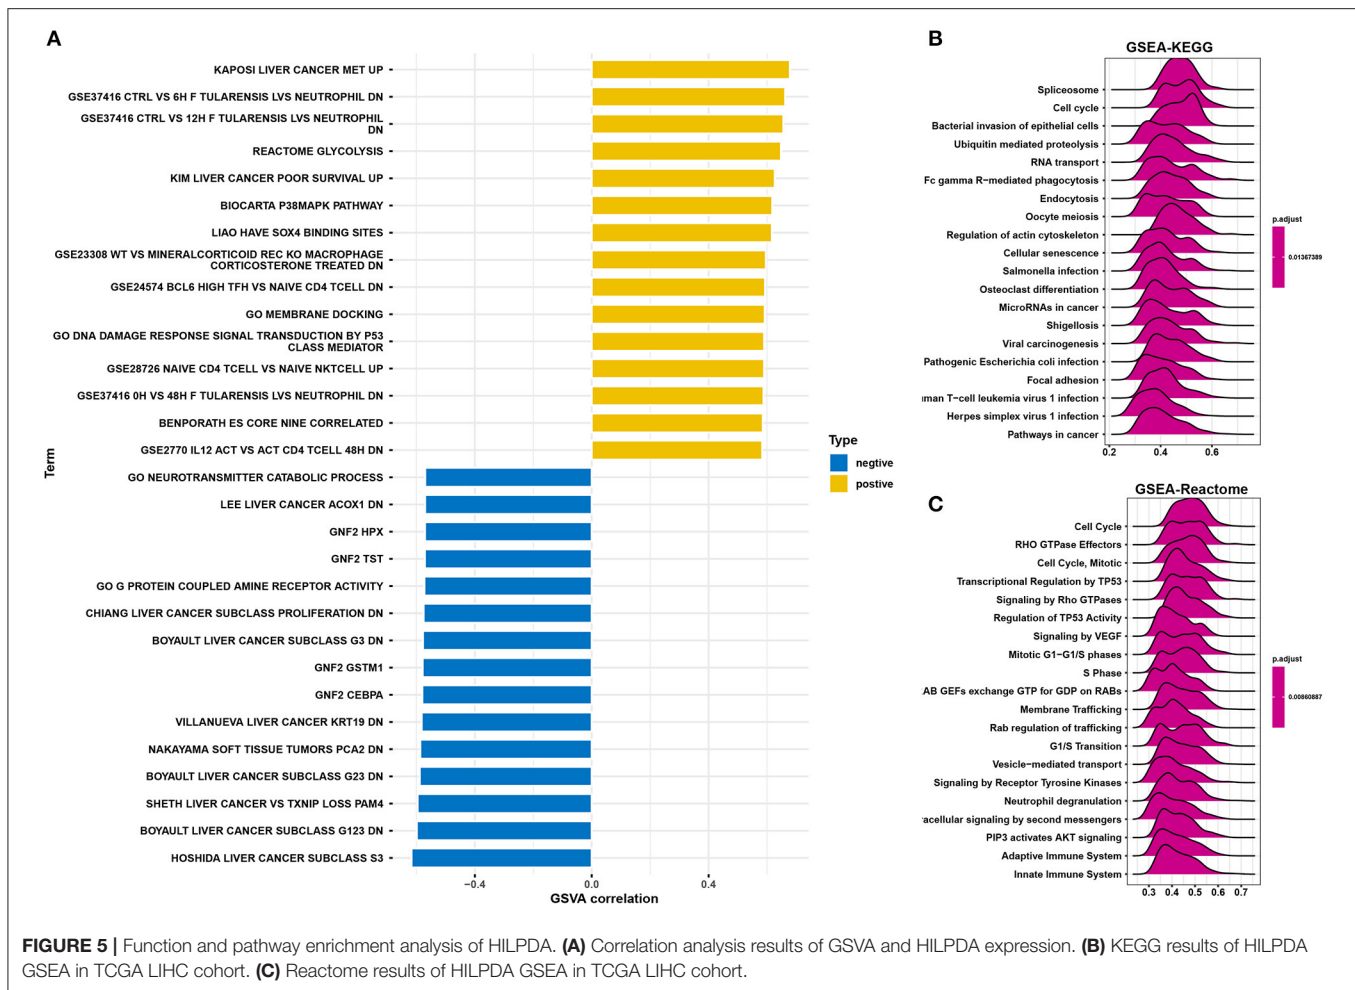 A
KAPOSI LIVER CANCER MET UP
GSE37416 CTRL VS 6H F TULARENSIS LVS NEUTROPHIL DN
GSE37416 CTRL VS 12H F TULARENSIS LVS NEUTROPHIL
DN
REACTOME GLYCOLYSIS
KIM LIVER CANCER POOR SURVIVAL UP
BIOCARTA P38MAPK PATHWAY
LIAO HAVE SOX4 BINDING SITES
GSE23308 WT VS MINERALCORTICOID REC KO MACROPHAGE
CORTICOSTERONE TREATED DN
GSE24574 BCL6 HIGH TFH VS NAIVE CD4 TCELL DN
GO MEMBRANE DOCKING
GO DNA DAMAGE RESPONSE SIGNAL TRANSDUCTION BY P53
CLASS MEDIATOR
GSE28726 NAIVE CD4 TCELL VS NAIVE NKTCELL UP
GSE37416 0H VS 48H F TULARENSIS LVS NEUTROPHIL DN
BENPORATH ES CORE NINE CORRELATED
GSE2770 IL12 ACT VS ACT CD4 TCELL 48H DN
GO NEUROTRANSMITTER CATABOLIC PROCESS
LEE LIVER CANCER ACOX1 DN
GNF2 HPX
GNF2 TST
GO G PROTEIN COUPLED AMINE RECEPTOR ACTIVITY
CHIANG LIVER CANCER SUBCLASS PROLIFERATION DN
BOYAULT LIVER CANCER SUBCLASS G3 DN
GNF2 GSTM1
GNF2 CEBPA
VILLANUEVA LIVER CANCER KRT19 DN
NAKAYAMA SOFT TISSUE TUMORS PCA2 DN
BOYAULT LIVER CANCER SUBCLASS G23 DN
SHETH LIVER CANCER VS TXNIP LOSS PAM4
BOYAULT LIVER CANCER SUBCLASS G123 DN
HOSHIDA LIVER CANCER SUBCLASS S3
Term
−0.4 0.0 0.4
GSVA correlation
Type
negtive
postive
B
GSEA-KEGG
Spliceosome
Cell cycle
Bacterial invasion of epithelial cells
Ubiquitin mediated proteolysis
RNA transport
Fc gamma R−mediated phagocytosis
Endocytosis
Oocyte meiosis
Regulation of actin cytoskeleton
Cellular senescence
Salmonella infection
Osteoclast differentiation
MicroRNAs in cancer
Shigellosis
Viral carcinogenesis
Pathogenic Escherichia coli infection
Focal adhesion
uman T−cell leukemia virus 1 infection
Herpes simplex virus 1 infection
Pathways in cancer
0.2 0.4 0.6
p.adjust
0.01367389
C
GSEA-Reactome
Cell Cycle
RHO GTPase Effectors
Cell Cycle, Mitotic
Transcriptional Regulation by TP53
Signaling by Rho GTPases
Regulation of TP53 Activity
Signaling by VEGF
Mitotic G1−G1/S phases
S Phase
AB GEFs exchange GTP for GDP on RABs
Membrane Trafficking
Rab regulation of trafficking
G1/S Transition
Vesicle−mediated transport
Signaling by Receptor Tyrosine Kinases
Neutrophil degranulation
racellular signaling by second messengers
PIP3 activates AKT signaling
Adaptive Immune System
Innate Immune System
0.3 0.4 0.5 0.6 0.7
p.adjust
0.00860887
FIGURE 5 | Function and pathway enrichment analysis of HILPDA. (A) Correlation analysis results of GSVA and HILPDA expression. (B) KEGG results of HILPDA
GSEA in TCGA LIHC cohort. (C) Reactome results of HILPDA GSEA in TCGA LIHC cohort.